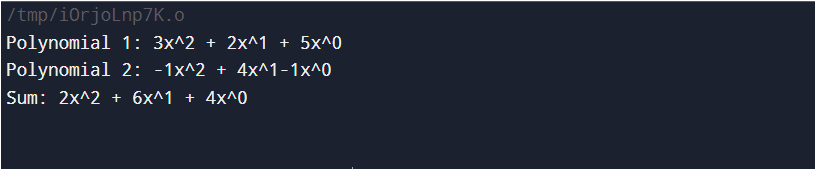 /tmp/iOrjoLnp7K.o
Polynomial 1: 3x^2 + 2x^1 + 5x^0
Polynomial 2: -1x^2 + 4x^1-1x^0
Sum: 2x^2 + 6x^1 + 4x^0